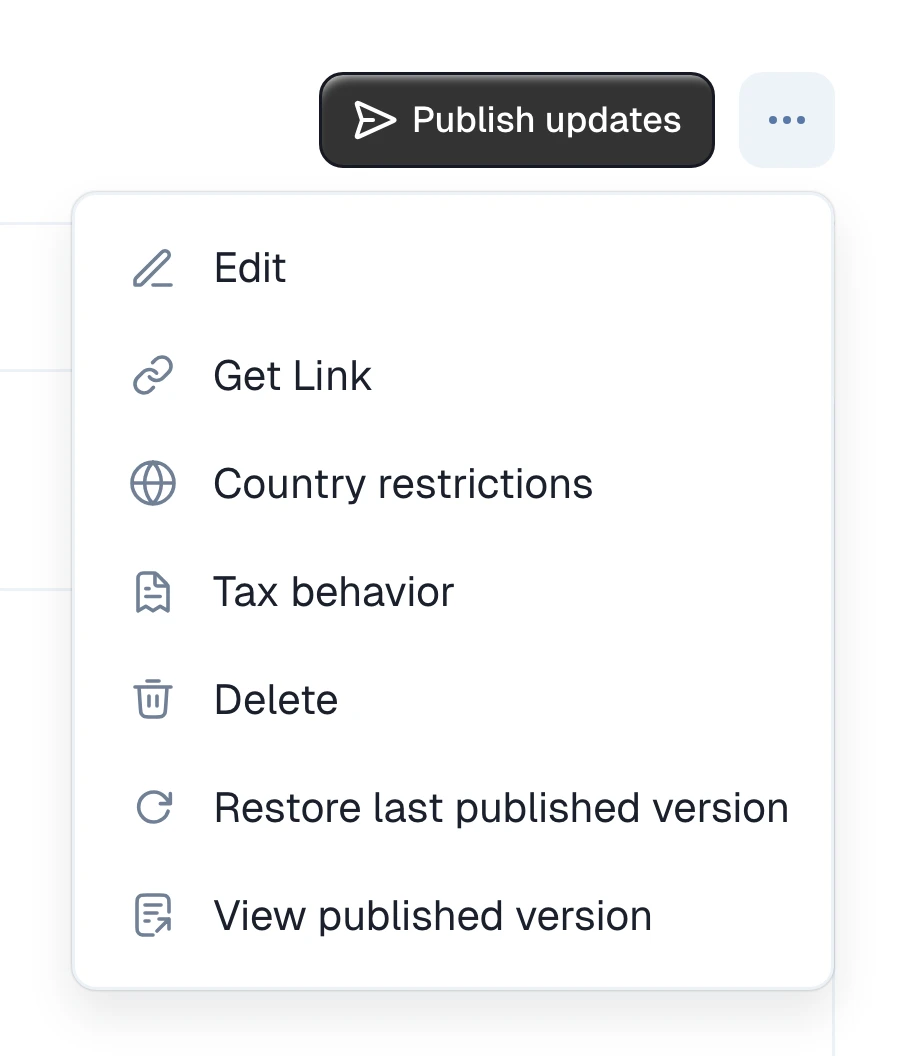 Publish updates
Edit
Get Link
Country restrictions
Tax behavior
Delete
Restore last published version
View published version